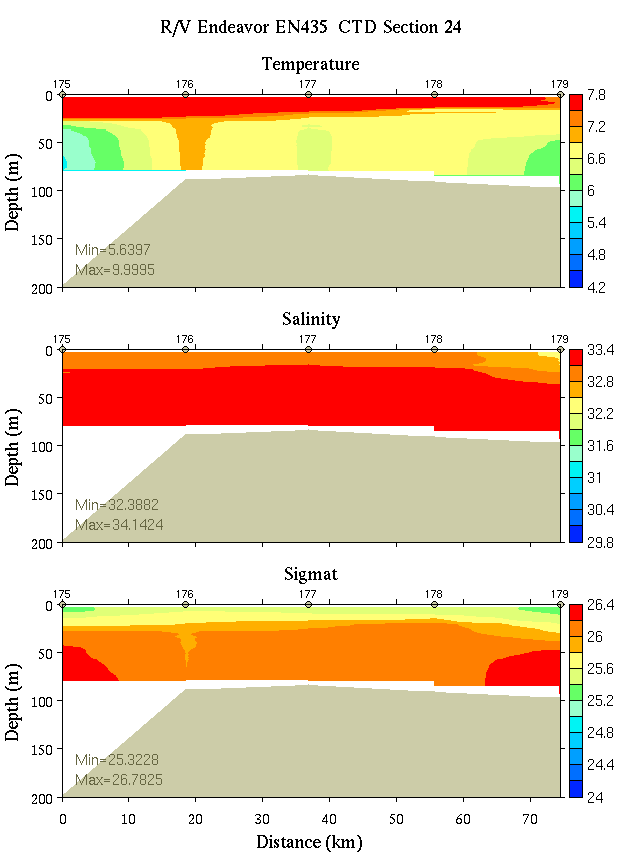 R/V Endeavor EN435 CTD Section 24
Temperature
175 176 177 178 179
0
50
100
150
200
Depth (m)
Min=5.6397
Max=9.9995
7.8
7.2
6.6
6
5.4
4.8
4.2
Salinity
175 176 177 178 179
0
50
100
150
200
Depth (m)
Min=32.3882
Max=34.1424
33.4
32.8
32.2
31.6
31
30.4
29.8
Sigmat
175 176 177 178 179
0
50
100
150
200
Depth (m)
Min=25.3228
Max=26.7825
26.4
26
25.6
25.2
24.8
24.4
24
0 10 20 30 40 50 60 70
Distance (km)